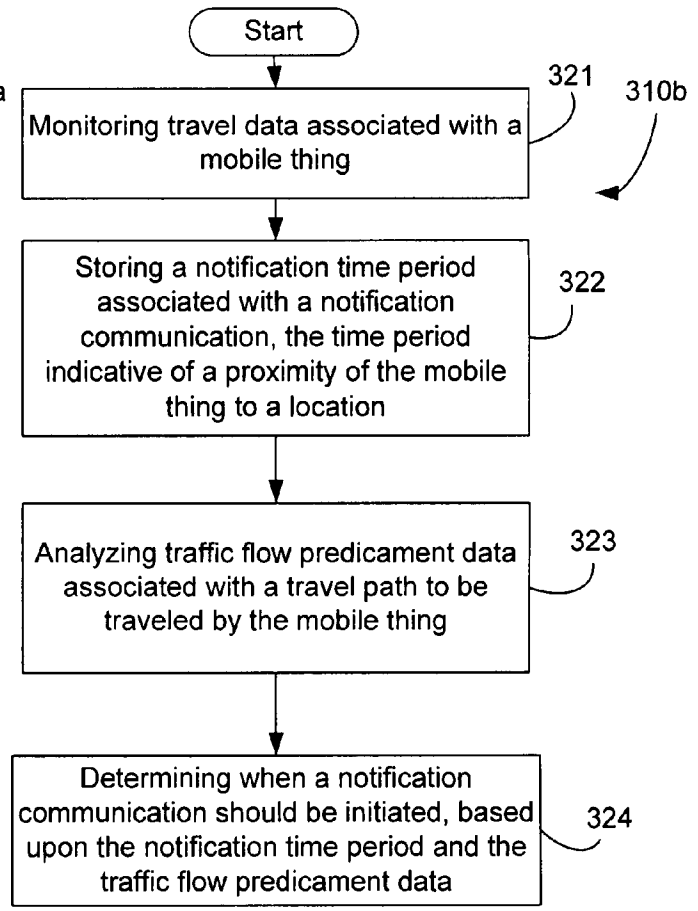 Start
a
321
310b
Monitoring travel data associated with a
mobile thing
Storing a notification time period
associated with a notification
communication, the time period
indicative of a proximity of the mobile
thing to a location
322
Analyzing traffic flow predicament data
associated with a travel path to be
traveled by the mobile thing
323
Determining when a notification
communication should be initiated, based
upon the notification time period and the
traffic flow predicament data
324